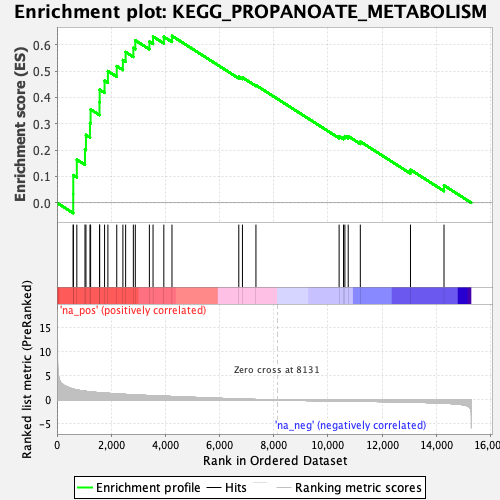 Enrichment plot: KEGG_PROPANOATE_METABOLISM
Enrichment score (ES)
0.6
0.5
0.4
0.3
0.2
0.1
0.0
'na_pos' (positively correlated)
Ranked list metric (PreRanked)
15
10
5
0
-5
Zero cross at 8131
'na_neg' (negatively correlated)
0 2,000 4,000 6,000 8,000 10,000 12,000 14,000 16,000
Rank in Ordered Dataset
Enrichment profile Hits Ranking metric scores